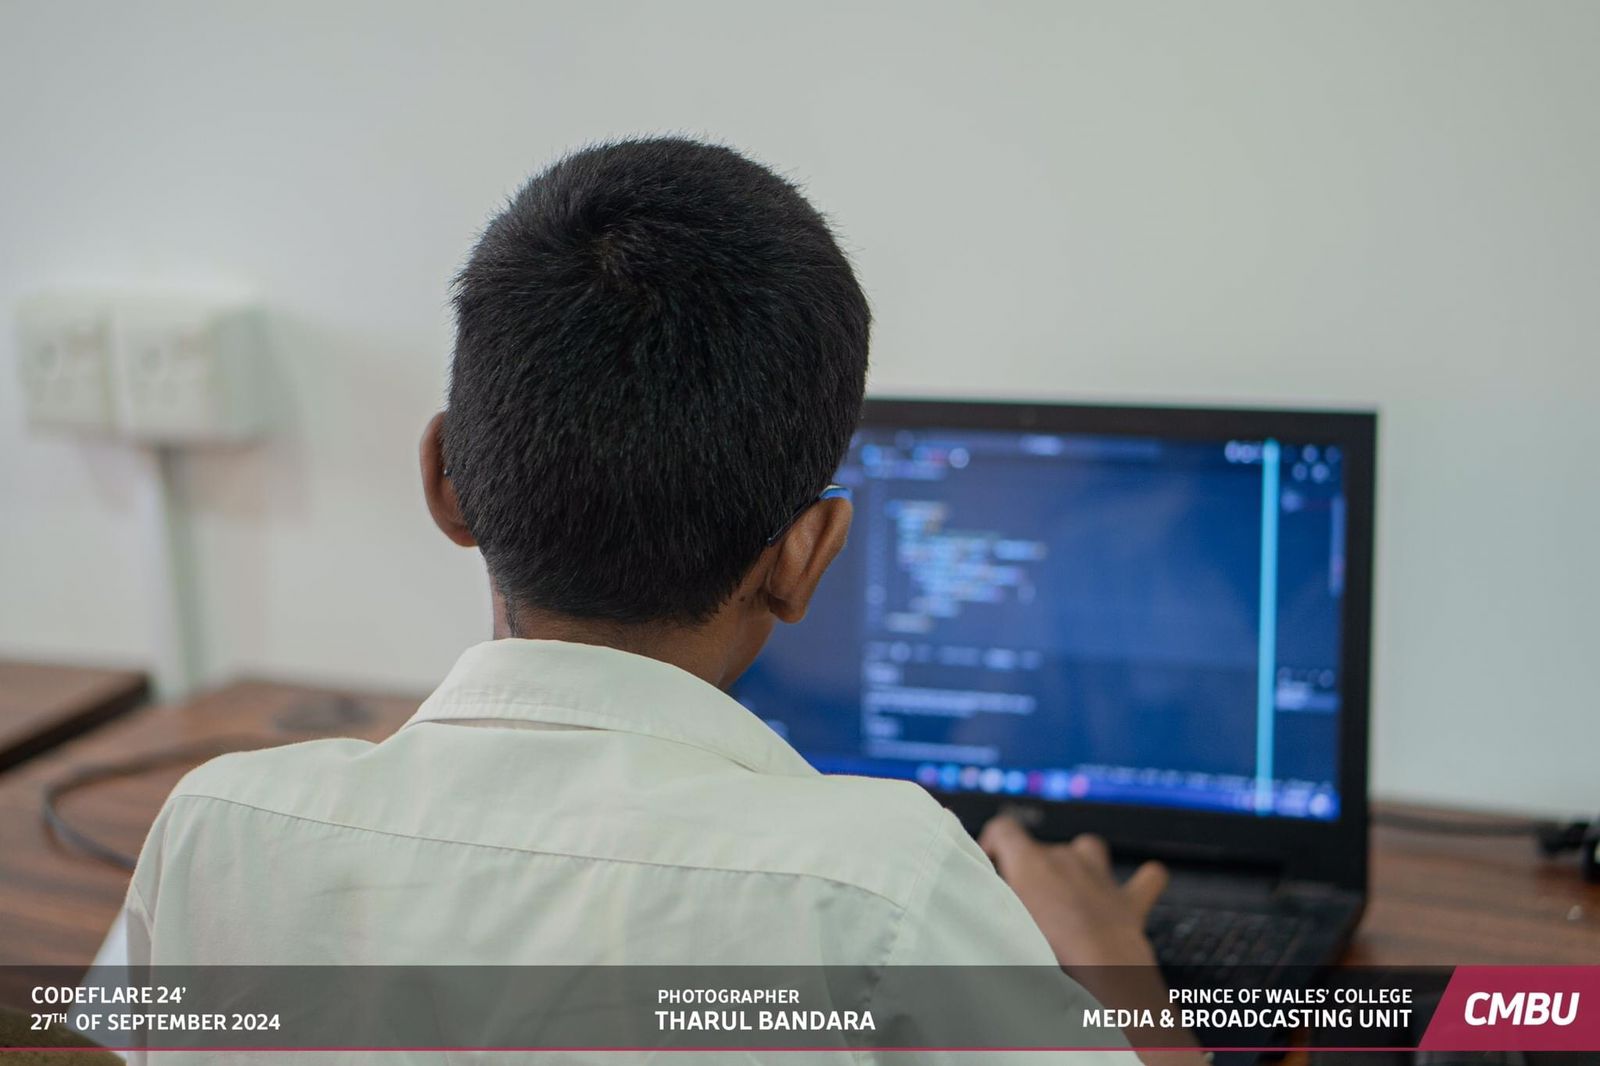 CODEFLARE 24'
27TH OF SEPTEMBER 2024
PHOTOGRAPHER
THARUL BANDARA
PRINCE OF WALES' COLLEGE
MEDIA & BROADCASTING UNIT
CMBU